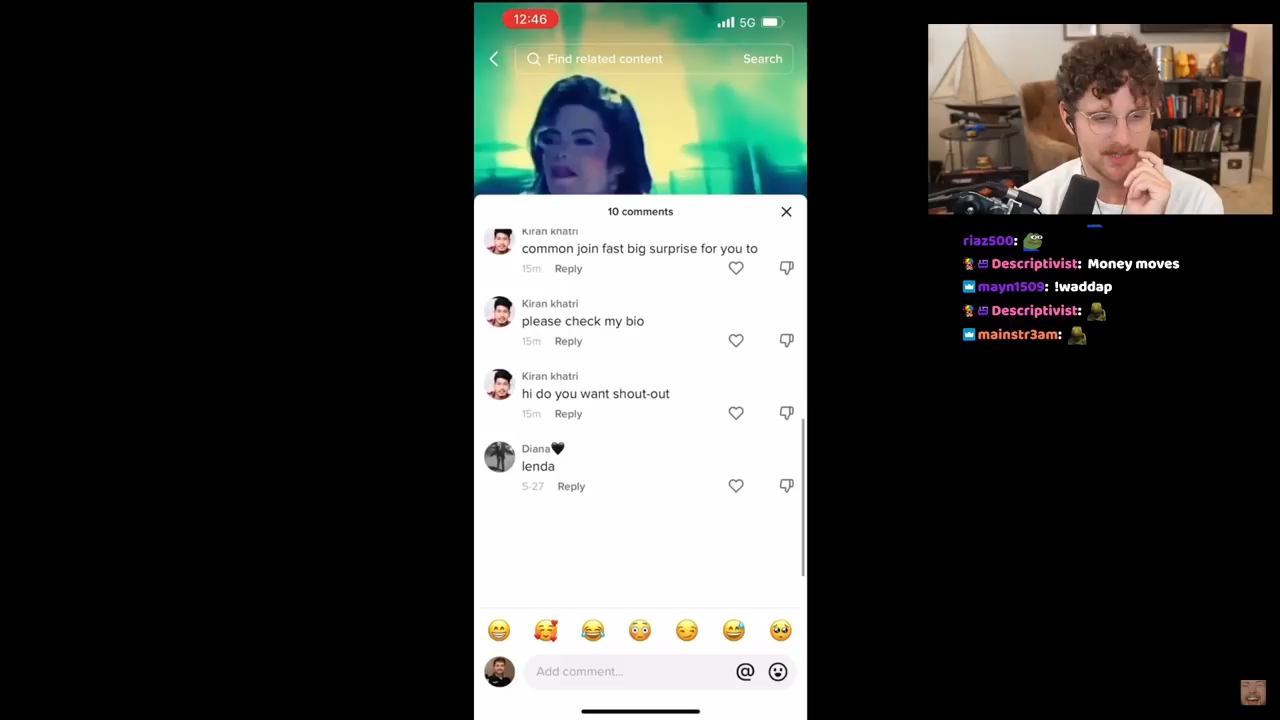 12:46
5G
Find related content
Search
10 comments
Kiran khatri
common join fast big surprise for you to
15m Reply
Kiran khatri
please check my bio
15m Reply
Kiran khatri
hi do you want shout-out
15m Reply
Diana🖤
lenda
5-27 Reply
Add comment...
@
riaz500:
Descriptivist: Money moves
mayn1509: !waddap
Descriptivist:
mainstr3am: